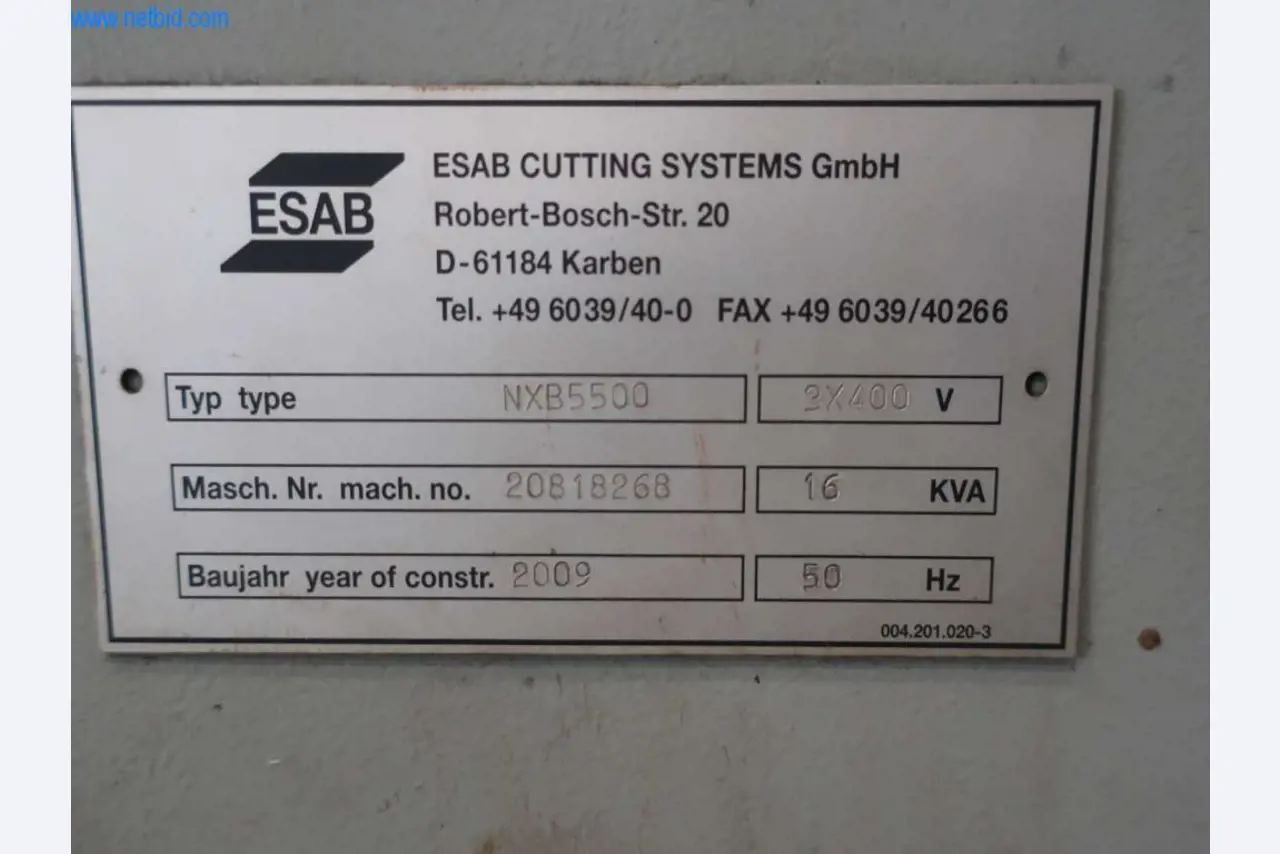 www.netbid.com
ESAB
ESAB CUTTING SYSTEMS GmbH
Robert-Bosch-Str. 20
D-61184 Karben
Tel. +49 6039/40-0 FAX +49 6039/40266
Typ type NXB5500 3X400 V
Masch. Nr. mach. no. 20818268 16 KVA
Baujahr year of constr. 2009 50 Hz
004.201.020-3